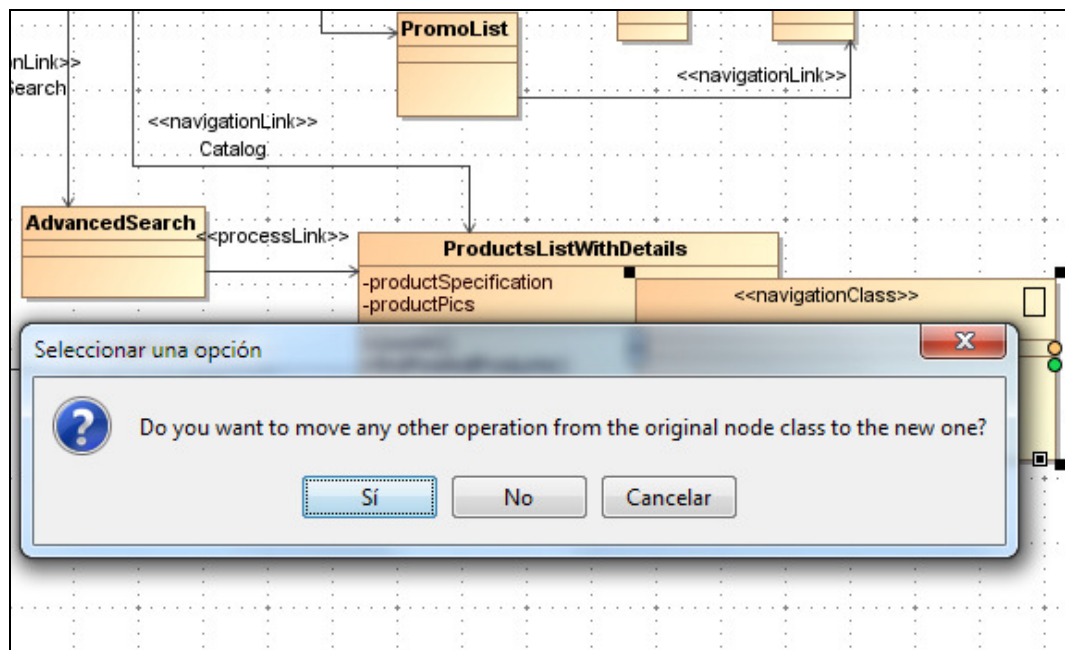 PromoList
onLink>>
Search
<<navigationLink>>
<<navigationLink>>
Catalog
AdvancedSearch
<<processLink>>
ProductsListWithDetails
-productSpecification
-productPics
<<navigationClass>>
Seleccionar una opción
Do you want to move any other operation from the original node class to the new one?
Sí
No
Cancelar